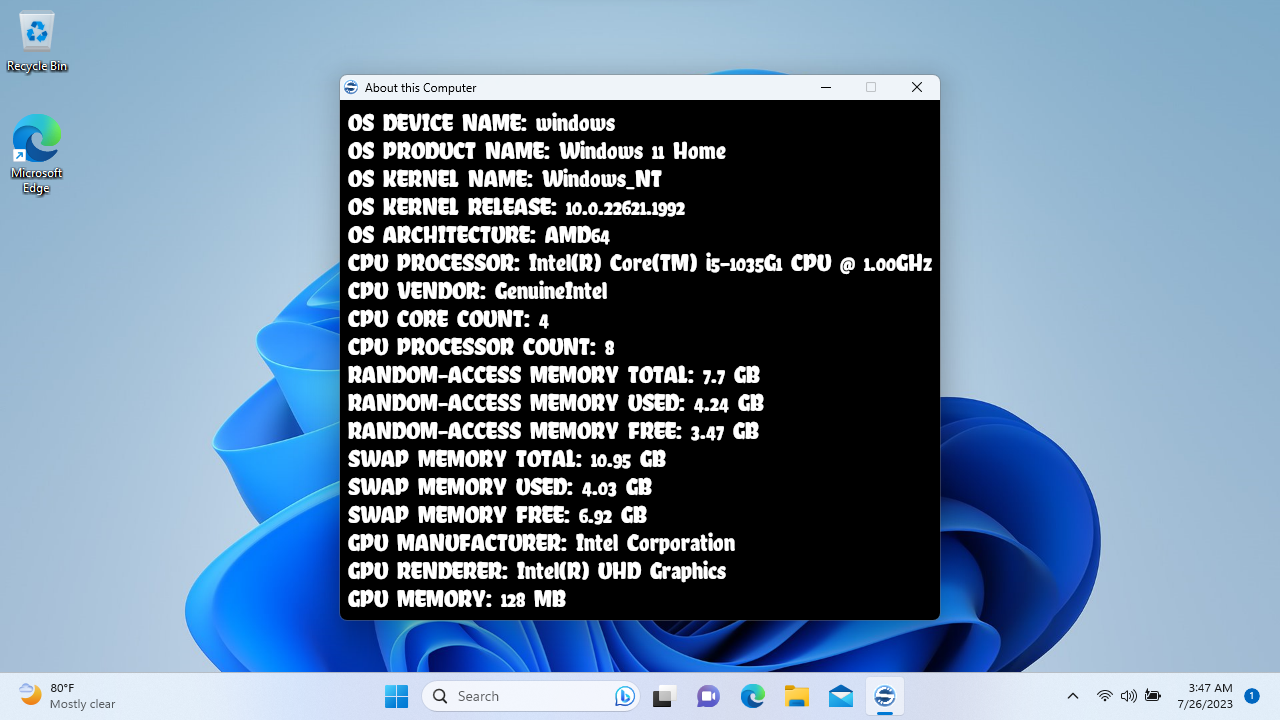 Recycle Bin
Microsoft
Edge
About this Computer
OS DEVICE NAME: windows
OS PRODUCT NAME: Windows 11 Home
OS KERNEL NAME: Windows_NT
OS KERNEL RELEASE: 10.0.22621.1992
OS ARCHITECTURE: AMD64
CPU PROCESSOR: Intel(R) Core(TM) i5-1035G1 CPU @ 1.00GHz
CPU VENDOR: GenuineIntel
CPU CORE COUNT: 4
CPU PROCESSOR COUNT: 8
RANDOM-ACCESS MEMORY TOTAL: 7.7 GB
RANDOM-ACCESS MEMORY USED: 4.24 GB
RANDOM-ACCESS MEMORY FREE: 3.47 GB
SWAP MEMORY TOTAL: 10.95 GB
SWAP MEMORY USED: 4.03 GB
SWAP MEMORY FREE: 6.92 GB
GPU MANUFACTURER: Intel Corporation
GPU RENDERER: Intel(R) UHD Graphics
GPU MEMORY: 128 MB
80°F
Mostly clear
Search
3:47 AM
7/26/2023
1